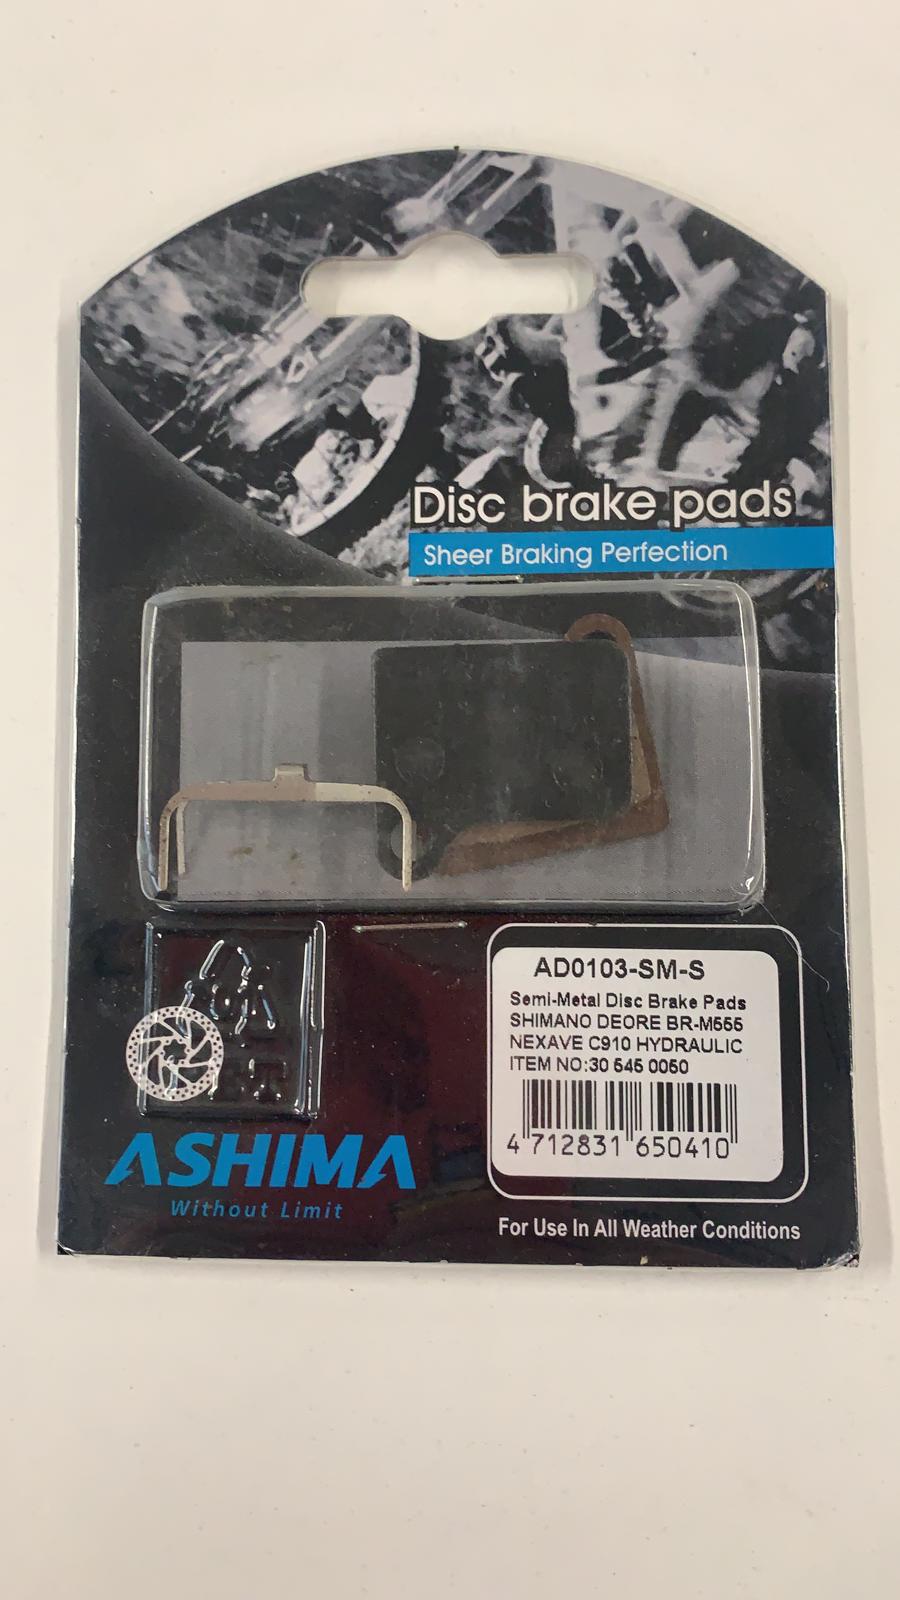 Disc brake pads
Sheer Braking Perfection
AD0103-SM-S
Semi-Metal Disc Brake Pads
SHIMANO DEORE BR-M555
NEXAVE C910 HYDRAULIC
ITEM NO:30 545 0050
4 712831 650410
ASHIMA
Without Limit
For Use In All Weather Conditions